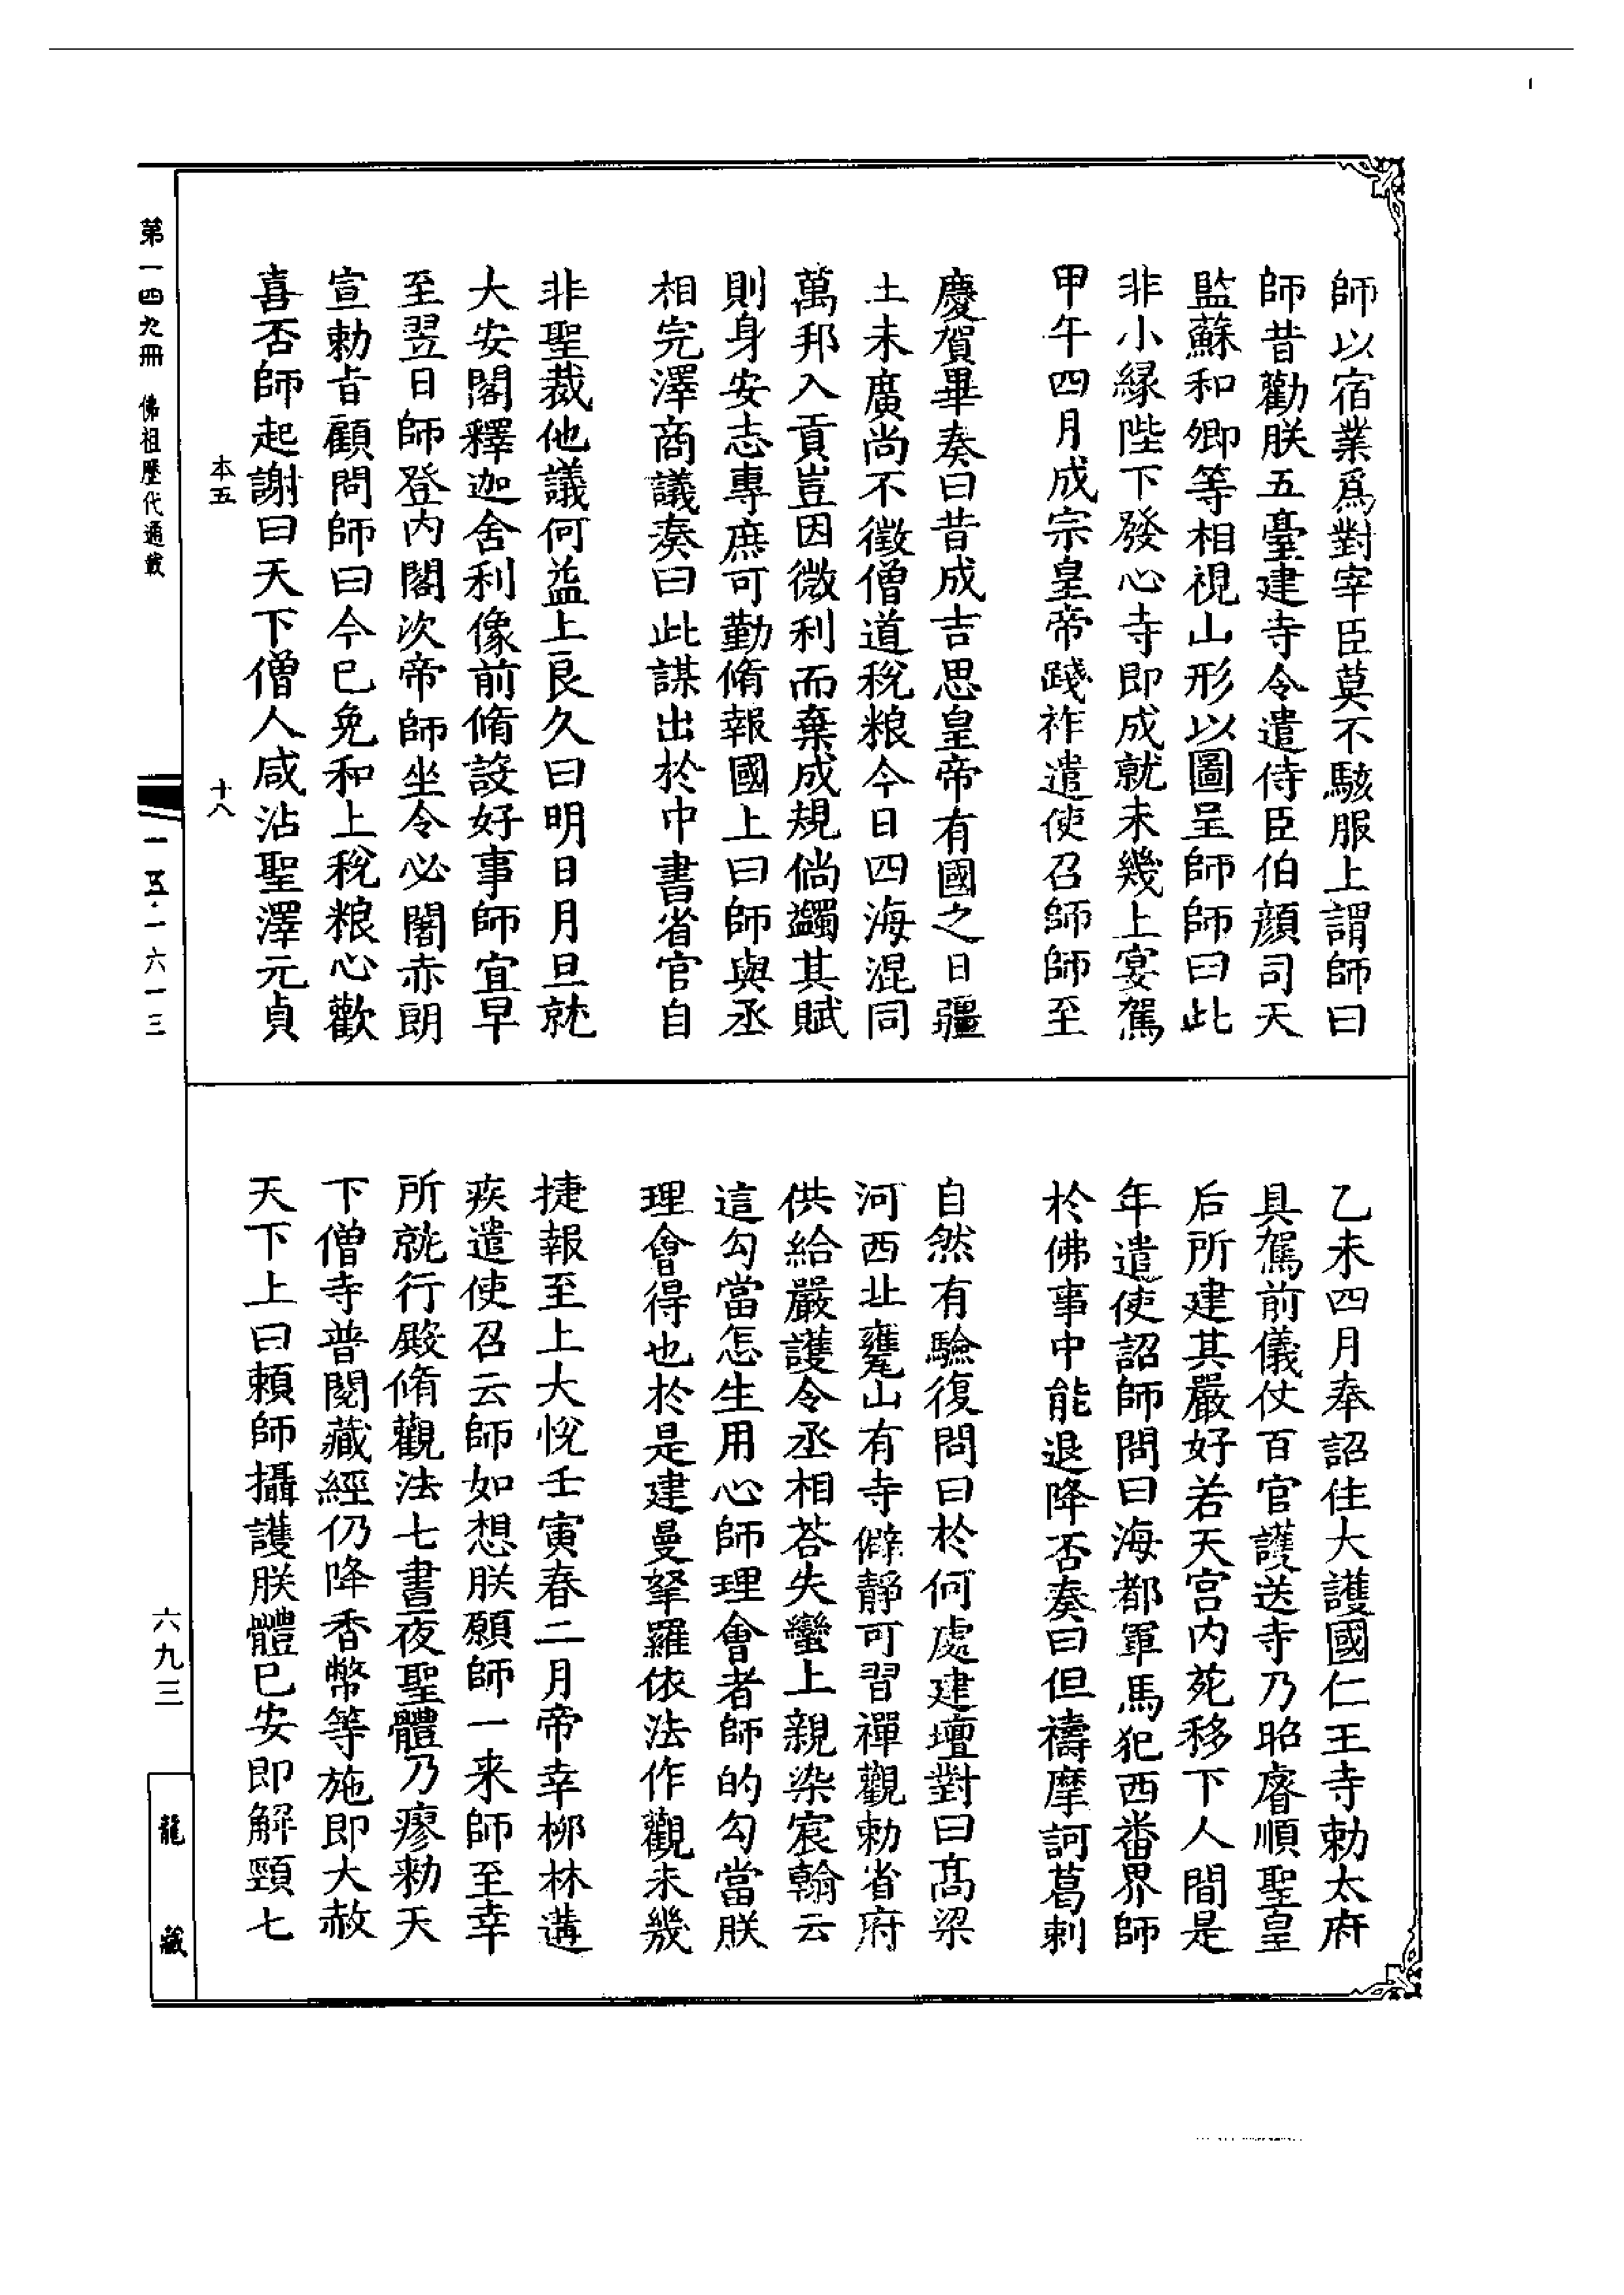 師以宿業爲對宰臣莫不駭服上謂師曰
師昔勸朕五臺建寺令遣侍臣伯顔司天
監蘇和卿等相視山形以圖呈師師曰此
非小緣陛下發心寺即成就未幾上宴駕
甲午四月成宗皇帝踐祚遣使召師師至
慶賀畢奏曰昔成吉思皇帝有國之日疆
土未廣尚不徵僧道稅粮今日四海混同
萬邦入貢豈因微利而棄成規倘蠲其賦
則身安志專庶可勤脩報國上曰師與丞
相完澤商議奏曰此謀出於中書省官自
非聖裁他議何益上良久曰明日月旦就
大安閣釋迦舍利像前脩設好事師宜早
至翌日師登内閣次帝師坐令必闍赤朗
宣勅㫖顧問師曰今已免和上稅粮心歡
喜否師起謝曰天下僧人咸沾聖澤元貞
乙未四月奉詔住大護國仁王寺勅太府
具駕前儀仗百官護送寺乃昭睿順聖皇
后所建其嚴好若天宫内苑移下人間是
年遣使詔師問曰海都軍馬犯西畨界師
於佛事中能退降否奏曰但禱摩訶葛剌
自然有驗復問曰於何處建壇對曰髙梁
河西北甕山有寺僻靜可習禪觀勅省府
供給嚴護令丞相荅失蠻上親染宸翰云
這勾當怎生用心師理會者師的勾當朕
理會得也於是建曼拏羅依法作觀未幾
捷報至上大悅壬寅春二月帝幸栁林遘
疾遣使召云師如想朕願師一来師至幸
所就行殿脩觀法七晝夜聖體乃瘳勅天
下僧寺普閱藏經仍降香幣等施即大赦
天下上曰賴師攝護朕體已安即解頸七
本五
十八
第一四九冊 佛祖歷代通載
一五·一六一三
六九三
龍藏